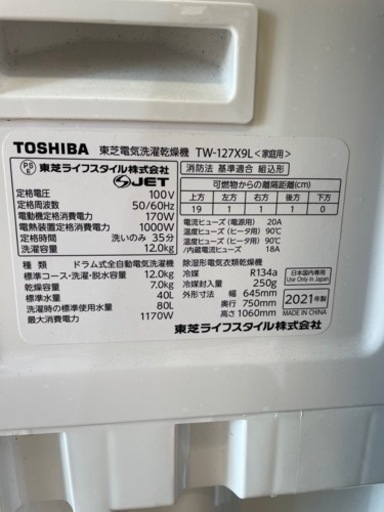 TOSHIBA 東芝電気洗濯乾燥機 TW-127X9L<家庭用>
PS E 東芝ライフスタイル株式会社
JET
定格電圧 100V
定格周波数 50/60Hz
電動機定格消費電力 170W
電熱装置定格消費電力 1000W
定格時間 洗いのみ 35分
洗濯容量 12.0kg
消防法 基準適合 組込形
可燃物からの離隔距離(cm)
上方 左方 右方 前方 後方 下方
19 1 1 1 0
電流ヒューズ(電源用) 20A
温度ヒューズ(ヒータ用) 90℃
温度ヒューズ(ヒータ用) 90℃
／内蔵電流ヒューズ 18A
種類 ドラム式全自動電気洗濯機
標準コース・洗濯・脱水容量 12.0kg
乾燥容量 7.0kg
標準水量 40L
洗濯時の標準使用水量 80L
最大消費電力 1170W
除湿形電気衣類乾燥機
冷媒 R134a
冷媒封入量 250g
外形寸法 幅 645mm
奥行 750mm
高さ 1060mm
日本国内専用
Use only in Japan
2021年製
MADE IN CHINA
東芝ライフスタイル株式会社